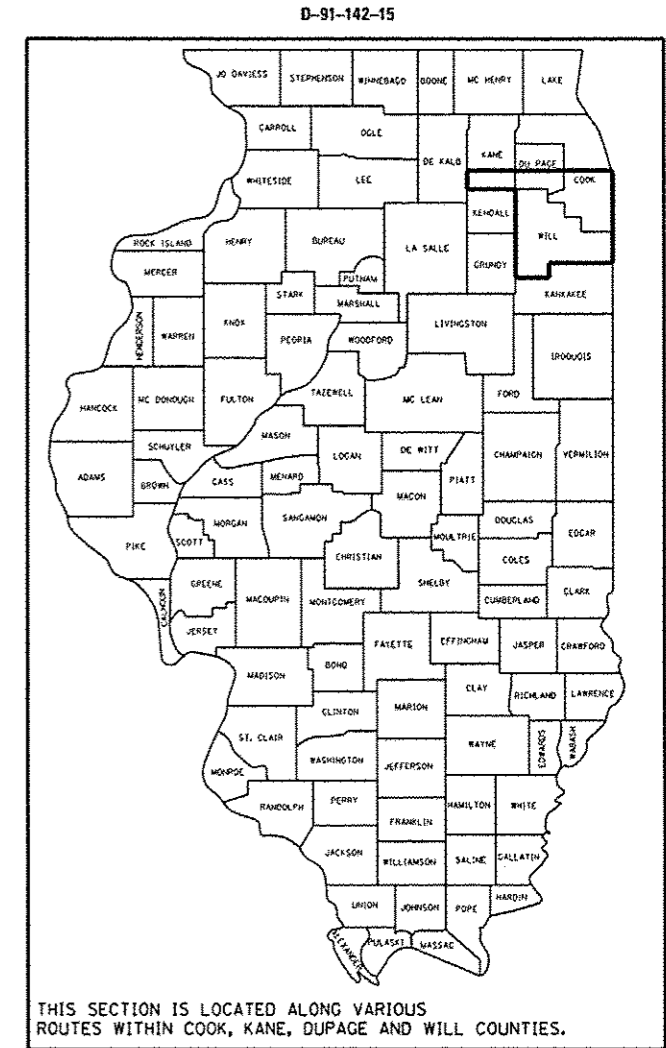 D-91-142-15
JO DAVIESS STEPHENSON WINNEBAGO BOONE MC HENRY LAKE
CARROLL OGLE DE KALB KANE DU PAGE COOK
WHITESIDE LEE
KENDALL
ROCK ISLAND HENRY BUREAU LA SALLE WILL
MERCER PUTNAM GRUNDY
STARK MARSHALL KANKAKEE
HENDERSON WARREN KNOX PEORIA WOODFORD LIVINGSTON IROQUOIS
HANCOCK MC DONOUGH FULTON TAZEWELL MC LEAN FORD
MASON
SCHUYLER LOGAN DE WITT CHAMPAIGN VERMILION
ADAMS BROWN CASS MENARD PIATT
MACON
MORGAN SANGAMON DOUGLAS
PIKE SCOTT CHRISTIAN MOULTRIE COLES EDGAR
GREENE SHELBY
CALHOUN MACOUPIN MONTGOMERY CUMBERLAND CLARK
JERSEY
FAYETTE EFFINGHAM JASPER CRAWFORD
MADISON BOND
CLAY RICHLAND LAWRENCE
CLINTON MARION
ST. CLAIR WAYNE EDWARDS WABASH
WASHINGTON JEFFERSON
MONROE
RANDOLPH PERRY HAMILTON WHITE
FRANKLIN
JACKSON WILLIAMSON SALINE GALLATIN
UNION JOHNSON POPE HARDIN
ALEXANDER PULASKI MASSAC
THIS SECTION IS LOCATED ALONG VARIOUS
ROUTES WITHIN COOK, KANE, DUPAGE AND WILL COUNTIES.